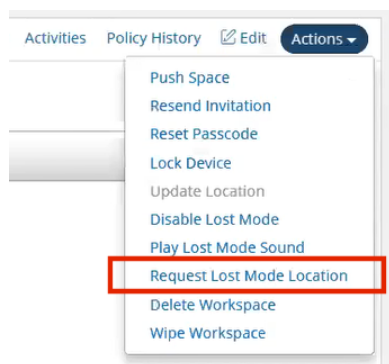 Activities Policy History Edit Actions
Push Space
Resend Invitation
Reset Passcode
Lock Device
Update Location
Disable Lost Mode
Play Lost Mode Sound
Request Lost Mode Location
Delete Workspace
Wipe Workspace